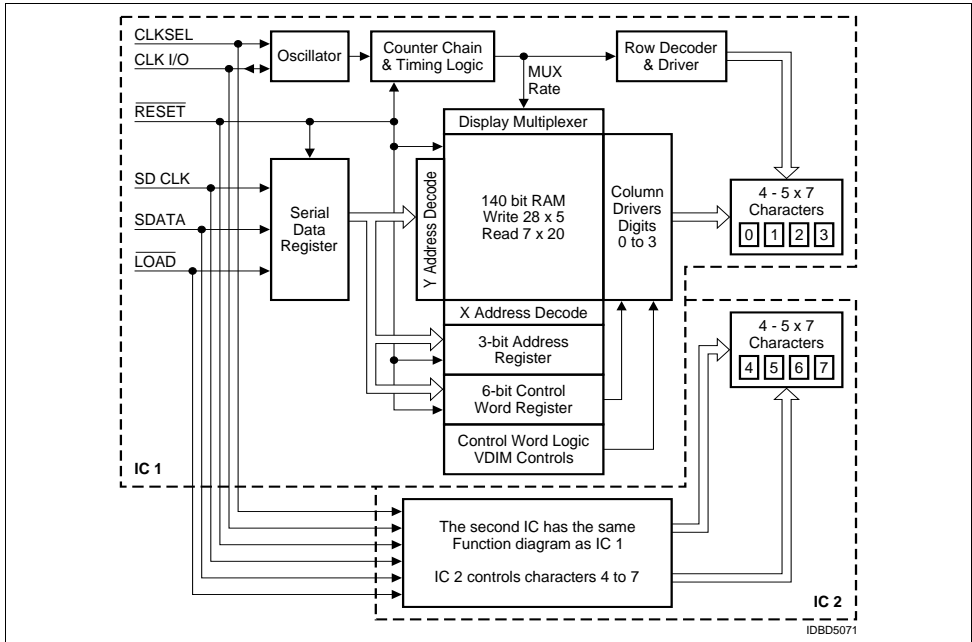 CLKSEL
CLK I/O
RESET
SD CLK
SDATA
LOAD
Oscillator
Counter Chain
& Timing Logic
MUX
Rate
Row Decoder
& Driver
Serial
Data
Register
Y Address Decode
Display Multiplexer
140 bit RAM
Write 28 x 5
Read 7 x 20
Column
Drivers
Digits
0 to 3
4 - 5 x 7
Characters
0 1 2 3
X Address Decode
3-bit Address
Register
6-bit Control
Word Register
Control Word Logic
VDIM Controls
IC 1
4 - 5 x 7
Characters
4 5 6 7
The second IC has the same
Function diagram as IC 1
IC 2 controls characters 4 to 7
IC 2
IDBD5071